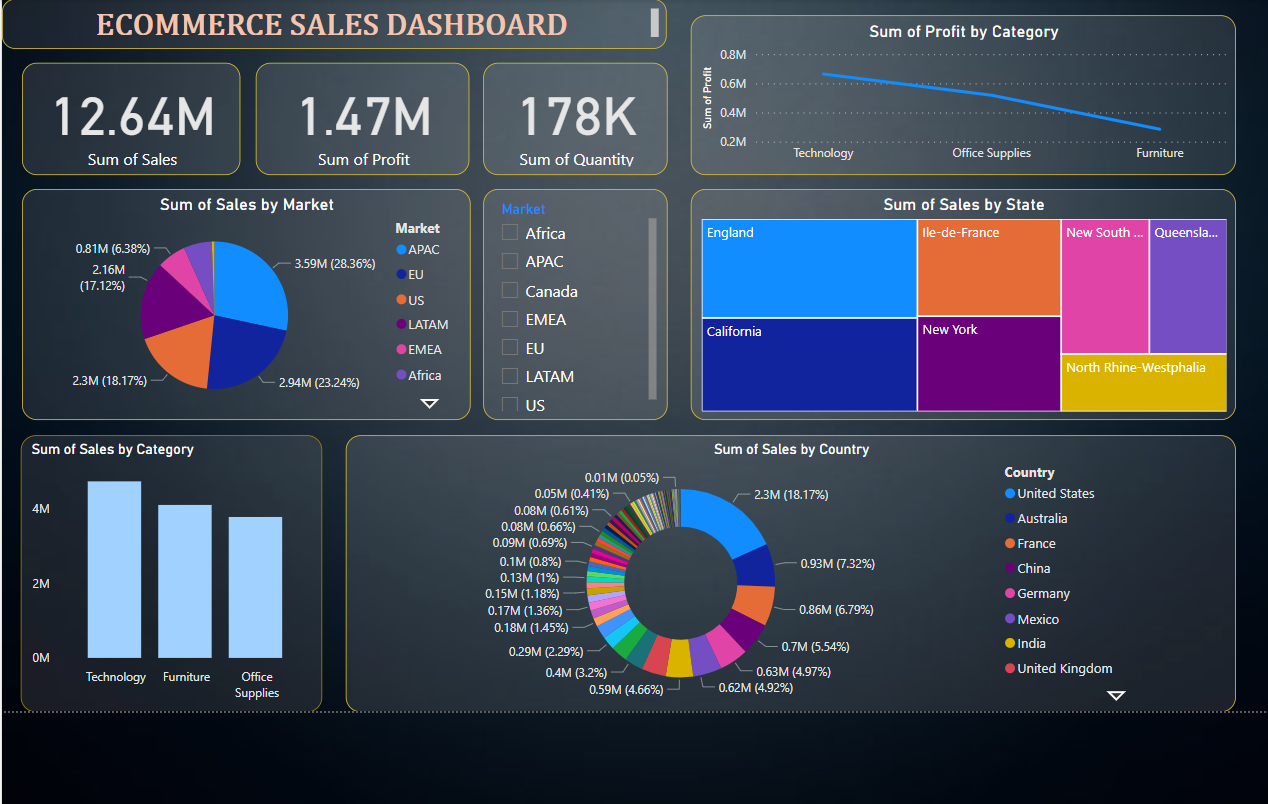 ECOMMERCE SALES DASHBOARD
12.64M
Sum of Sales
1.47M
Sum of Profit
178K
Sum of Quantity
Sum of Profit by Category
Sum of Profit
0.8M
0.6M
0.4M
0.2M
Technology
Office Supplies
Furniture
Sum of Sales by Market
0.81M (6.38%)
2.16M
(17.12%)
2.3M (18.17%)
3.59M (28.36%)
2.94M (23.24%)
Market
APAC
EU
US
LATAM
EMEA
Africa
Market
Africa
APAC
Canada
EMEA
EU
LATAM
US
Sum of Sales by State
England
California
Ile-de-France
New York
New South ...
Queensla...
North Rhine-Westphalia
Sum of Sales by Category
4M
2M
0M
Technology
Furniture
Office
Supplies
Sum of Sales by Country
0.01M (0.05%)
0.05M (0.41%)
0.08M (0.61%)
0.08M (0.66%)
0.09M (0.69%)
0.1M (0.8%)
0.13M (1%)
0.15M (1.18%)
0.17M (1.36%)
0.18M (1.45%)
0.29M (2.29%)
0.4M (3.2%)
0.59M (4.66%)
2.3M (18.17%)
0.93M (7.32%)
0.86M (6.79%)
0.7M (5.54%)
0.63M (4.97%)
0.62M (4.92%)
Country
United States
Australia
France
China
Germany
Mexico
India
United Kingdom